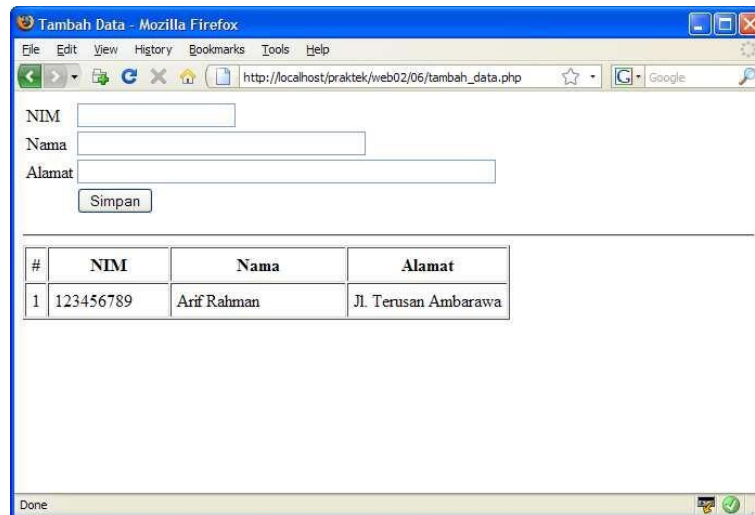 Tambah Data - Mozilla Firefox
File Edit View History Bookmarks Tools Help
http://localhost/praktek/web02/06/tambah_data.php G Google
NIM
Nama
Alamat
Simpan
# NIM Nama Alamat
1 123456789 Arif Rahman Jl. Terusan Ambarawa
Done